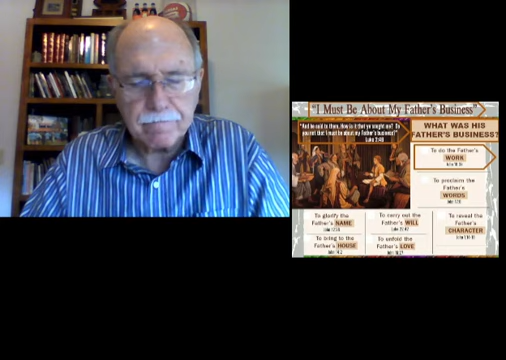 "I Must Be About My Father's Business"
"And he said to them, How is it that ye sought me?
not that I must be about my Father's business?"
Luke 2:49
WHAT WAS HIS
FATHER'S BUSINESS?
To do the Father's
WORK
To proclaim the
Father's
WORDS
To glorify the
Father's NAME
To carry out the
Father's WILL
To reveal the
Father's
CHARACTER
To bring to the
Father's HOUSE
To unfold the
Father's LOVE